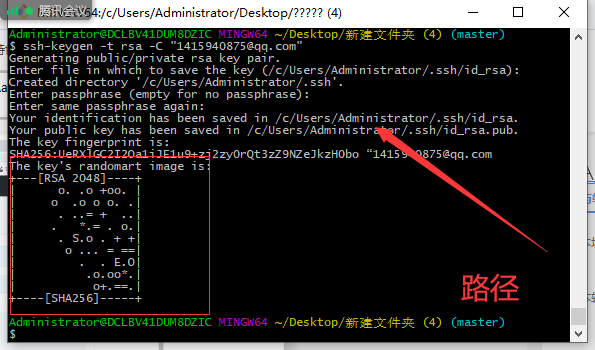 腾讯会议
64:/c/Users/Administrator/Desktop/????? (4)
Administrator@DCLBV41DUM8DZIC MINGW64 ~/Desktop/新建文件夹 (4) (master)
$ ssh-keygen -t rsa -C "1415940875@qq.com"
Generating public/private rsa key pair.
Enter file in which to save the key (/c/Users/Administrator/.ssh/id_rsa):
Created directory '/c/Users/Administrator/.ssh'.
Enter passphrase (empty for no passphrase):
Enter same passphrase again:
Your identification has been saved in /c/Users/Administrator/.ssh/id_rsa.
Your public key has been saved in /c/Users/Administrator/.ssh/id_rsa.pub.
The key fingerprint is:
“1415940875@qq.com
The key's randomart image is:
+----[RSA 2048]----+
|      o. .o +oo. |
|     o  .o o o. .|
|      . ..= +  ..|
|     .   *.= . o.|
|      . S.o . + +|
|       o ... = ==|
|        .  . E.O|
|          .o.oo*.|
|           o+.==.|
+----[SHA256]-----+
路径
Administrator@DCLBV41DUM8DZIC MINGW64 ~/Desktop/新建文件夹 (4) (master)
$